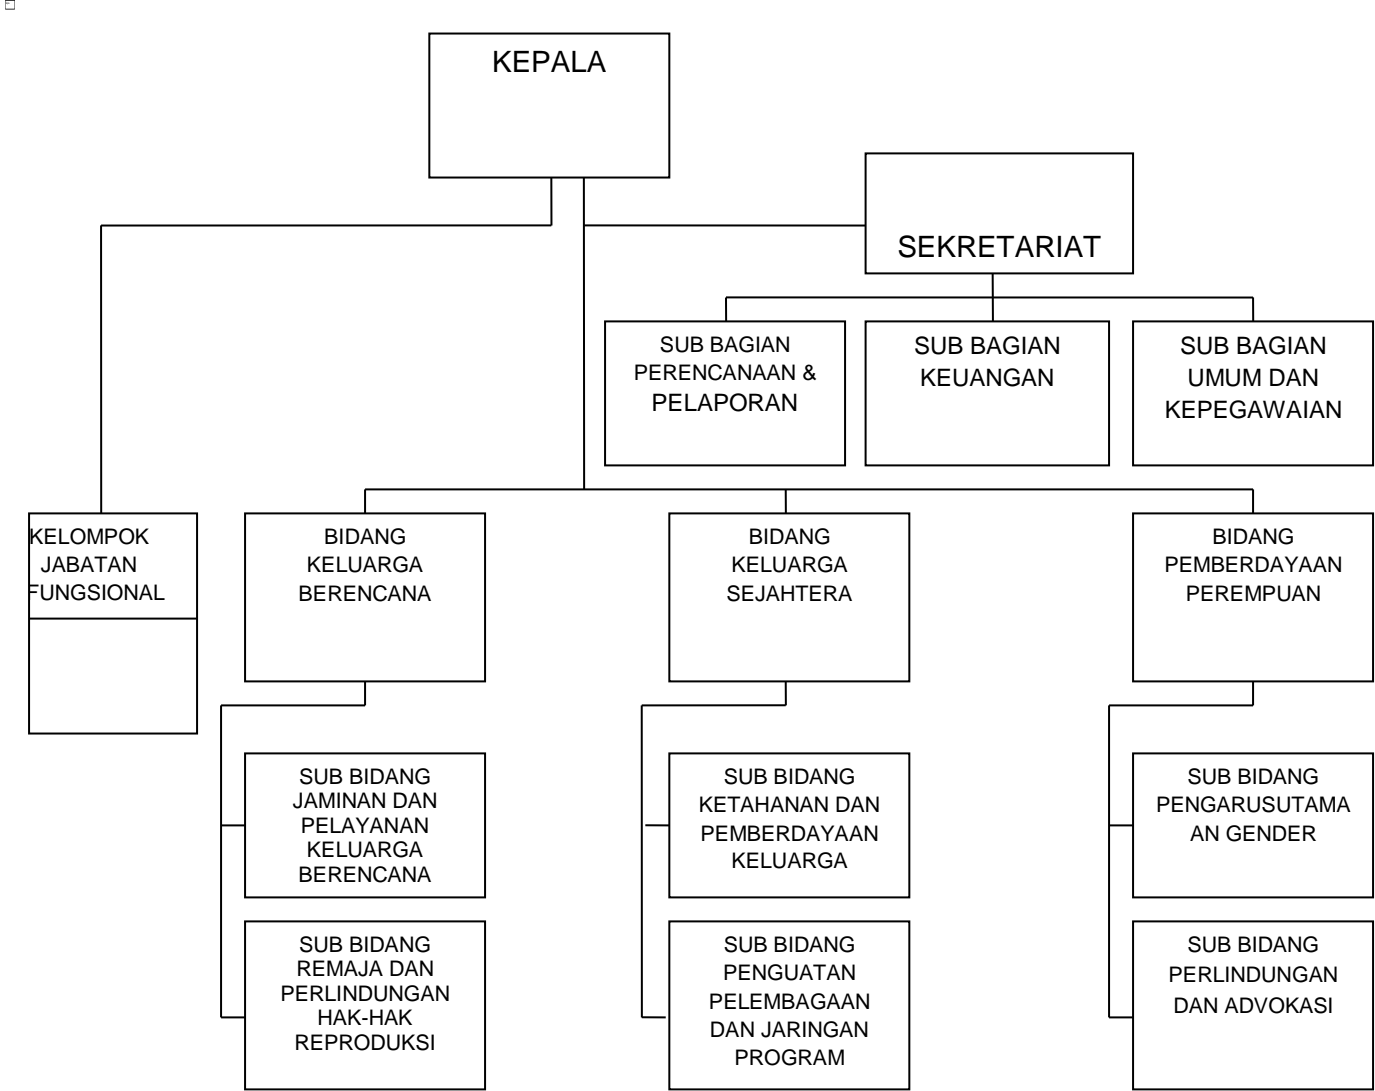 KEPALA
SEKRETARIAT
SUB BAGIAN
PERENCANAAN &
PELAPORAN
SUB BAGIAN
KEUANGAN
SUB BAGIAN
UMUM DAN
KEPEGAWAIAN
KELOMPOK
JABATAN
FUNGSIONAL
BIDANG
KELUARGA
BERENCANA
BIDANG
KELUARGA
SEJAHTERA
BIDANG
PEMBERDAYAAN
PEREMPUAN
SUB BIDANG
JAMINAN DAN
PELAYANAN
KELUARGA
BERENCANA
SUB BIDANG
KETAHANAN DAN
PEMBERDAYAAN
KELUARGA
SUB BIDANG
PENGARUSUTAMA
AN GENDER
SUB BIDANG
REMAJA DAN
PERLINDUNGAN
HAK-HAK
REPRODUKSI
SUB BIDANG
PENGUATAN
PELEMBAGAAN
DAN JARINGAN
PROGRAM
SUB BIDANG
PERLINDUNGAN
DAN ADVOKASI